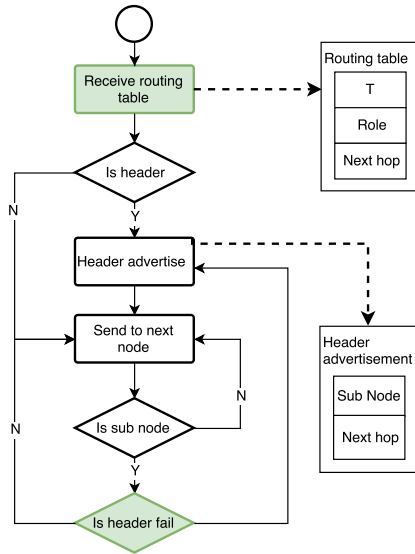 Receive routing
table
Routing table
T
Role
Next hop
Is header
N
Y
Header advertise
Send to next
node
Header
advertisement
Sub Node
Next hop
N
Is sub node
N
Y
Is header fail